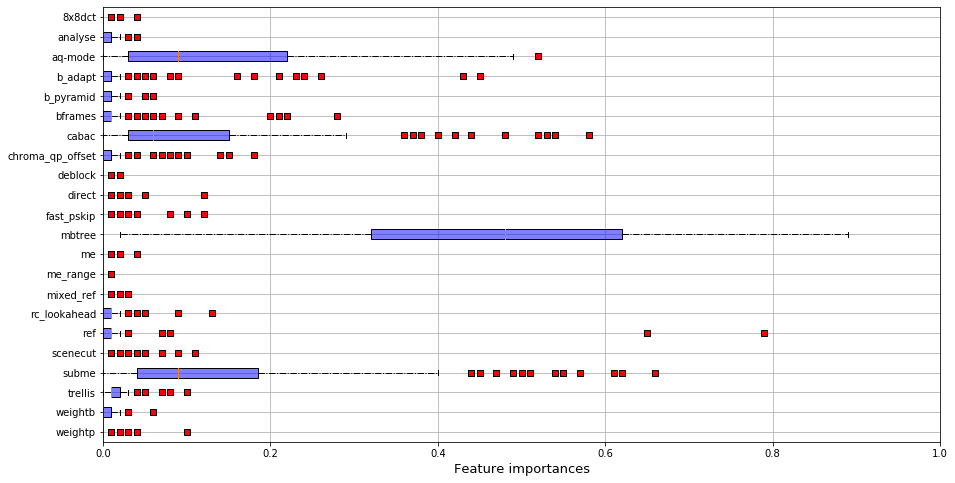 8x8dct
analyse
aq-mode
b_adapt
b_pyramid
bframes
cabac
chroma_qp_offset
deblock
direct
fast_pskip
mbtree
me
me_range
mixed_ref
rc_lookahead
ref
scenecut
subme
trellis
weightb
weightp
0.0 0.2 0.4 0.6 0.8 1.0
Feature importances